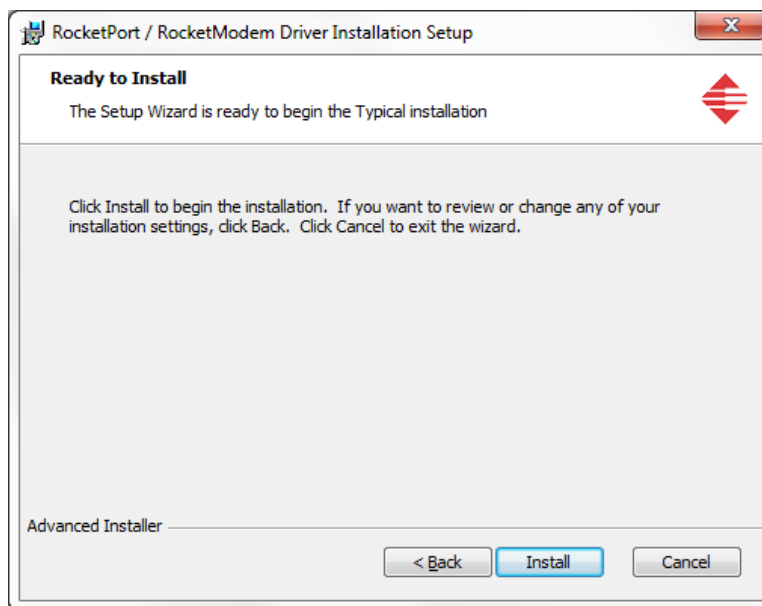 RocketPort / RocketModem Driver Installation Setup
Ready to Install
The Setup Wizard is ready to begin the Typical installation
Click Install to begin the installation.  If you want to review or change any of your
installation settings, click Back.  Click Cancel to exit the wizard.
Advanced Installer
< Back
Install
Cancel